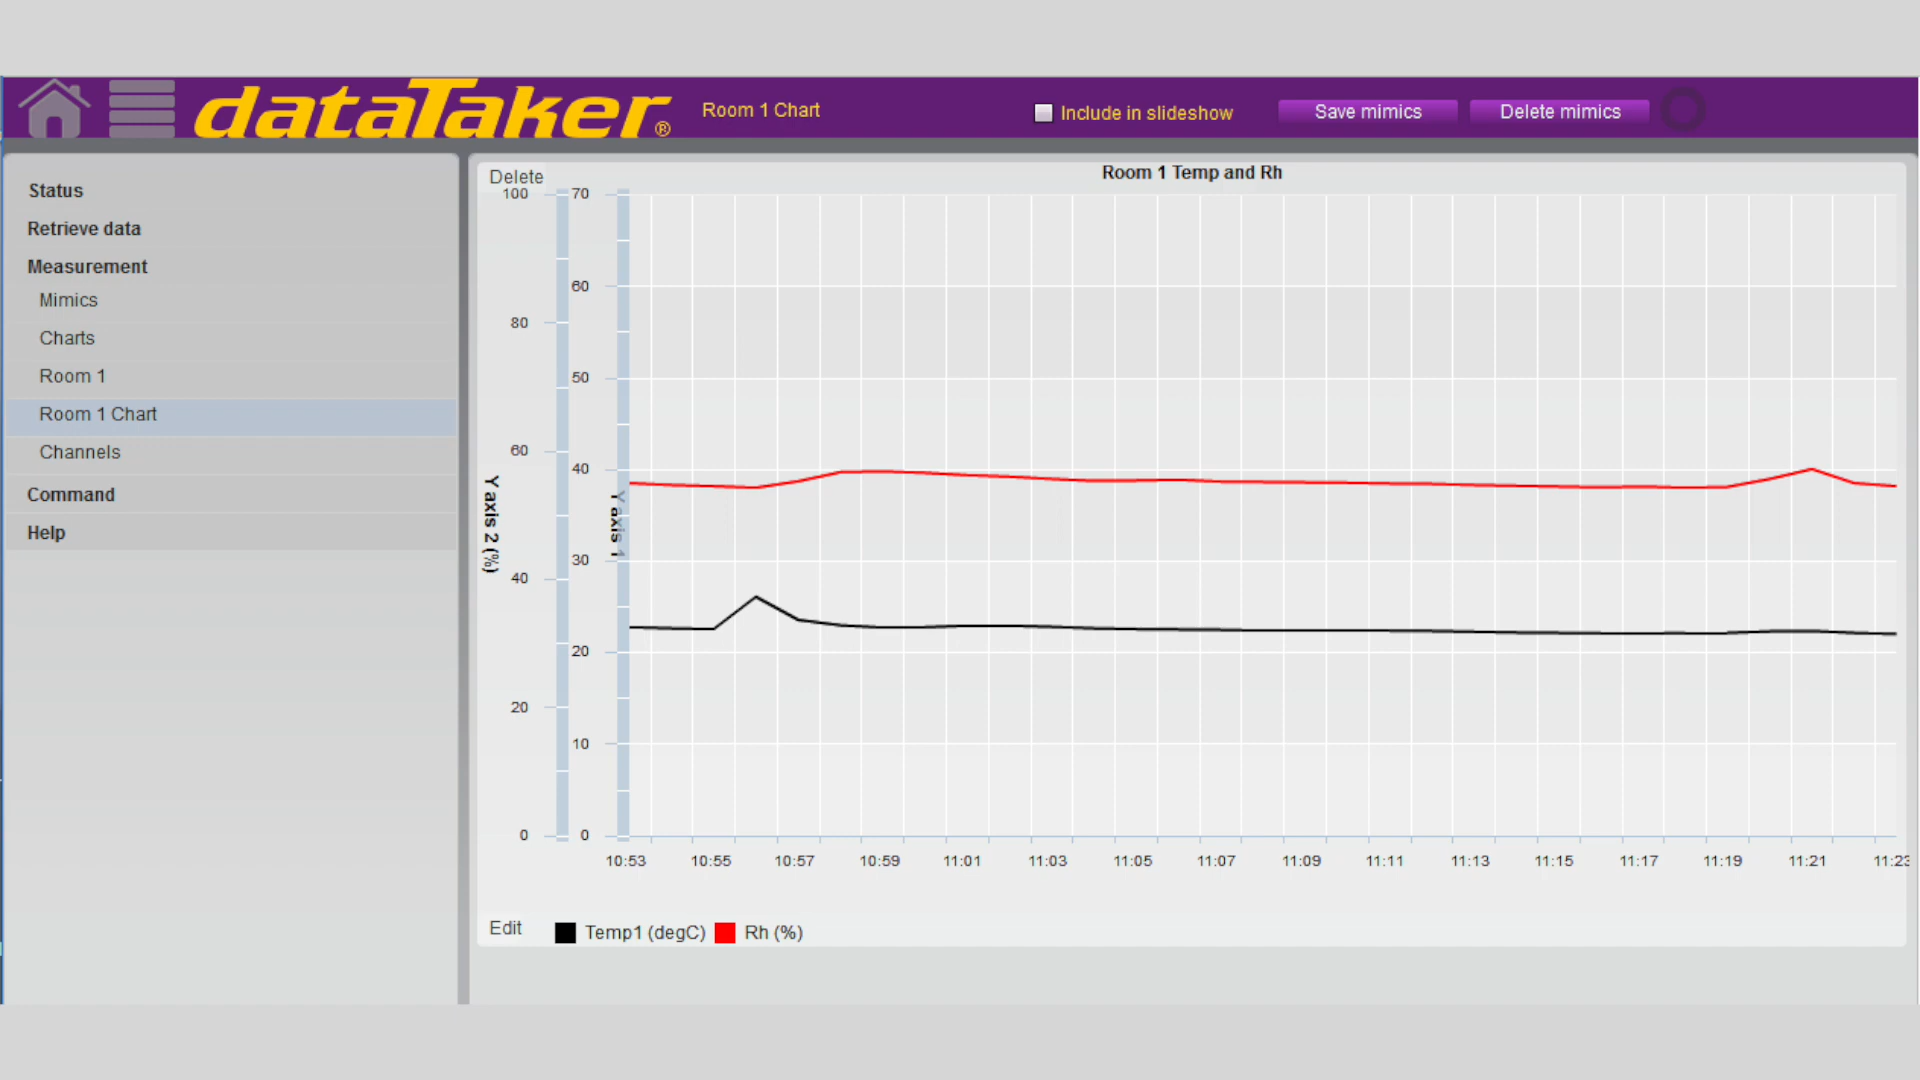 dataTaker®
Room 1 Chart
Include in slideshow
Save mimics
Delete mimics
Status
Retrieve data
Measurement
Mimics
Charts
Room 1
Room 1 Chart
Channels
Command
Help
Delete
Room 1 Temp and Rh
100
80
60
40
20
0
Y axis 2 (%)
70
60
50
40
30
20
10
0
Y axis 1
10:53 10:55 10:57 10:59 11:01 11:03 11:05 11:07 11:09 11:11 11:13 11:15 11:17 11:19 11:21 11:23
Edit
Temp1 (degC) Rh (%)